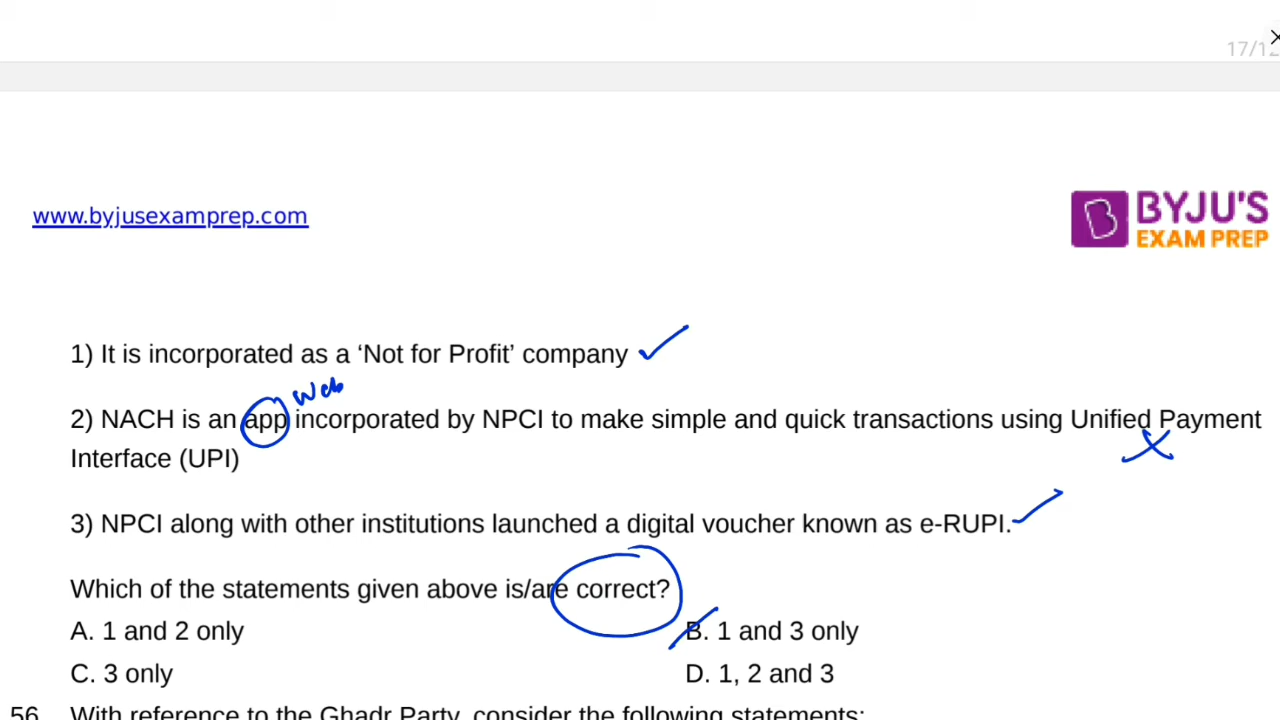 17/12
www.byjusexamprep.com
BYJU'S
EXAM PREP
1) It is incorporated as a ‘Not for Profit’ company
Web
2) NACH is an app incorporated by NPCI to make simple and quick transactions using Unified Payment
Interface (UPI)
3) NPCI along with other institutions launched a digital voucher known as e-RUPI.
Which of the statements given above is/are correct?
A. 1 and 2 only B. 1 and 3 only
C. 3 only D. 1, 2 and 3
56. With reference to the Ghadr Party, consider the following statements: